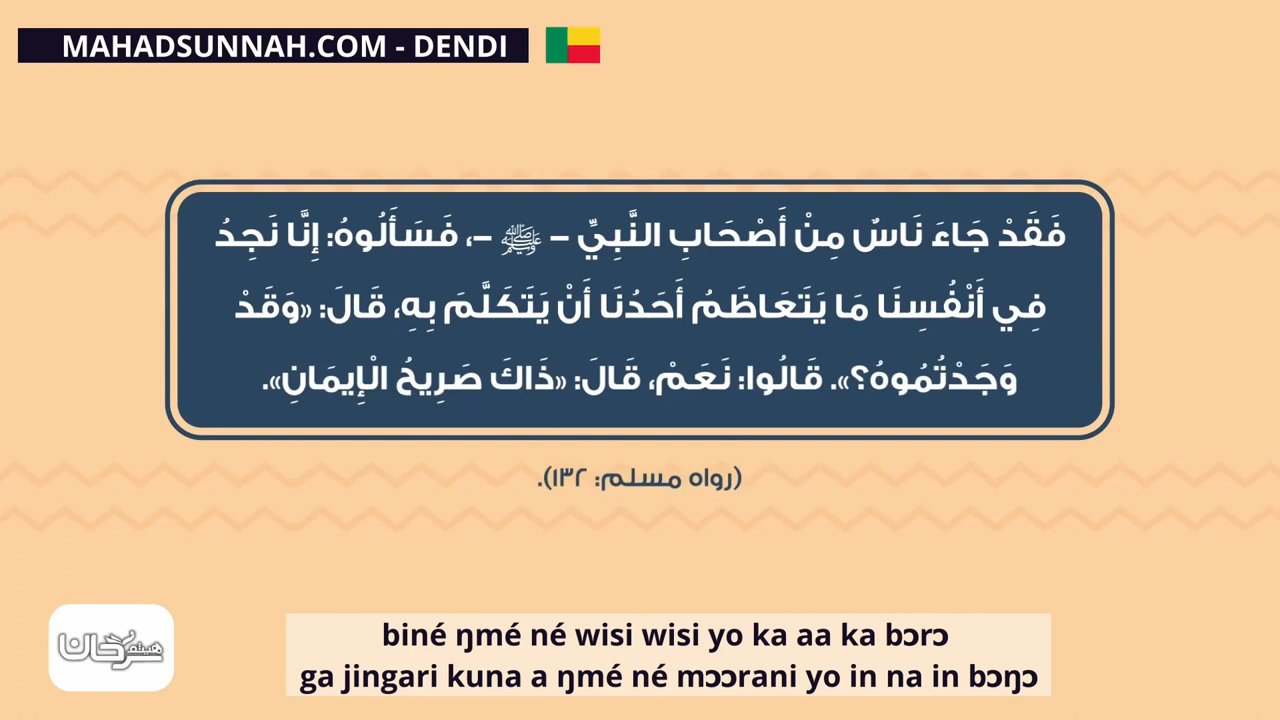 MAHADSUNNAH.COM - DENDI
فَقَدْ جَاءَ نَاسٌ مِنْ أَصْحَابِ النَّبِيِّ – ﷺ –، فَسَأَلُوهُ: إِنَّا نَجِدُ
فِي أَنْفُسِنَا مَا يَتَعَاظَمُ أَحَدُنَا أَنْ يَتَكَلَّمَ بِهِ، قَالَ: «وَقَدْ
وَجَدْتُمُوهُ؟». قَالُوا: نَعَمْ، قَالَ: «ذَاكَ صَرِيحُ الْإِيمَانِ».
(رواه مسلم: ١٣٢).
هيثم سرحان
biné ŋmé né wisi wisi yo ka aa ka bɔrɔ
ga jingari kuna a ŋmé né mɔɔrani yo in na in bɔŋɔ